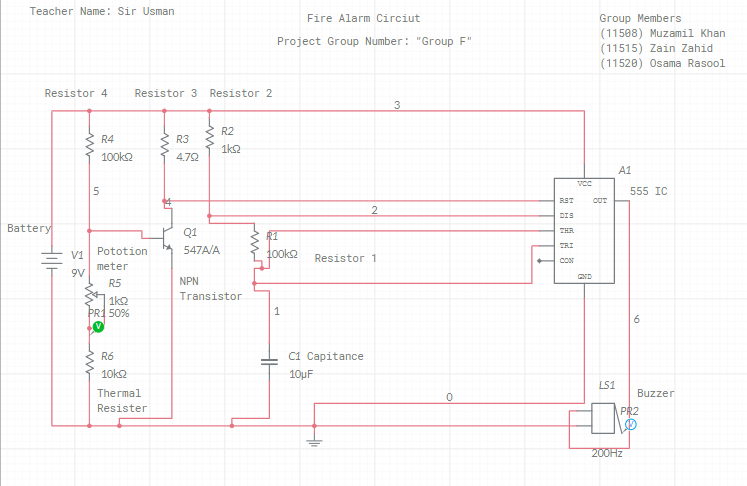 Teacher Name: Sir Usman
Fire Alarm Circiut
Project Group Number: "Group F"
Group Members
(11508) Muzamil Khan
(11515) Zain Zahid
(11520) Osama Rasool
Resistor 4
Resistor 3
Resistor 2
3
R4
100kΩ
R3
4.7Ω
R2
1kΩ
A1
555 IC
VCC
RST
DIS
THR
TRI
CON
OUT
GND
5
4
2
Battery
V1
9V
Q1
547A/A
R1
100kΩ
Resistor 1
Pototion
meter
R5
1kΩ
50%
PR1
V
NPN
Transistor
1
6
R6
10kΩ
C1 Capitance
10μF
Thermal
Resister
0
LS1
Buzzer
PR2
V
200Hz